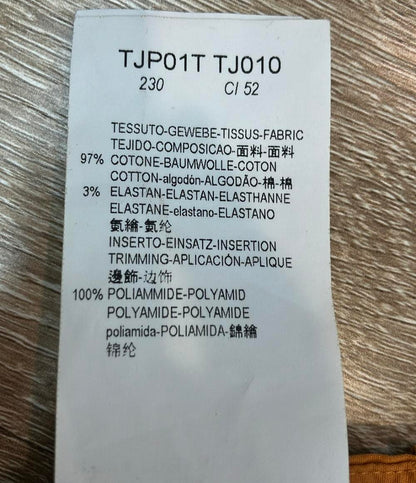 TJP01T TJ010
230 CI 52
TESSUTO-GEWEBE-TISSUS-FABRIC
TEJIDO-COMPOSICAO-面料-面料
97% COTONE-BAUMWOLLE-COTON
COTTON-algodón-ALGODÃO-棉-棉
3% ELASTAN-ELASTAN-ELASTHANNE
ELASTANE-elastano-ELASTANO
氨繪-氨纶
INSERTO-EINSATZ-INSERTION
TRIMMING-APLICACIÓN-APLIQUE
邊飾-边饰
100% POLIAMMIDE-POLYAMID
POLYAMIDE-POLYAMIDE
poliamida-POLIAMIDA-錦繪
锦纶